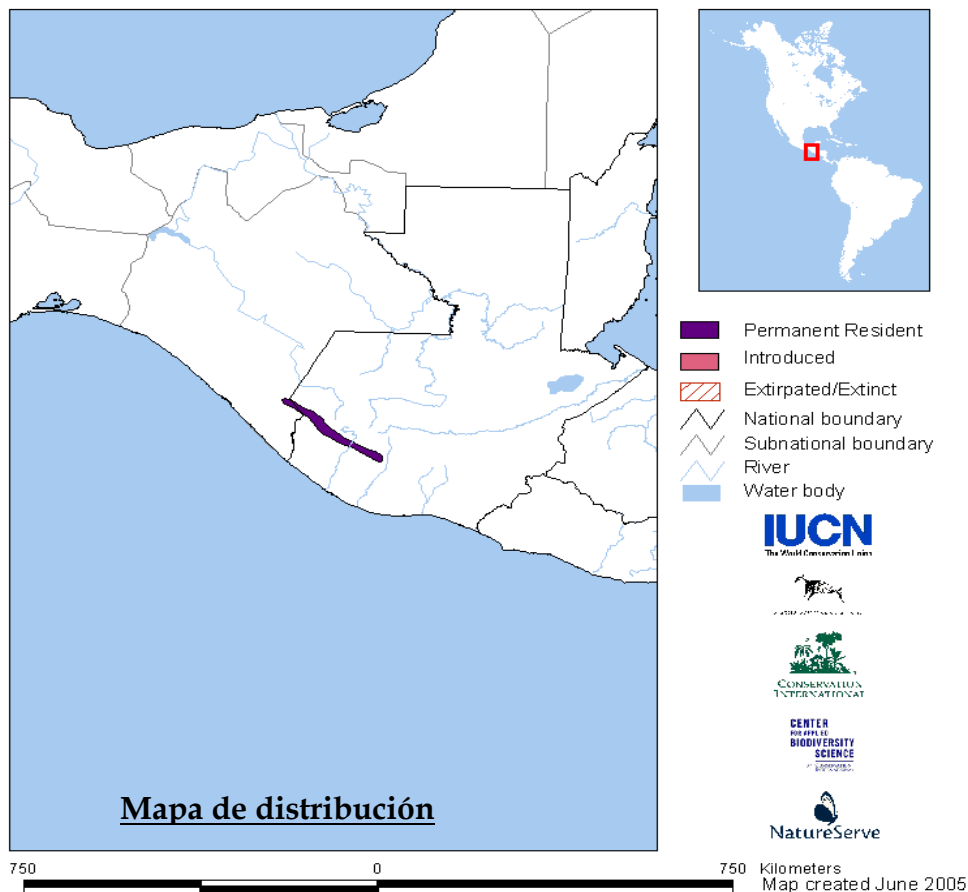 Permanent Resident
Introduced
Extirpated/Extinct
National boundary
Subnational boundary
River
Water body
IUCN
The World Conservation Union
CONSERVATION
INTERNATIONAL
CENTER
FOR APPLIED
BIODIVERSITY
SCIENCE
NatureServe
Mapa de distribución
750 0 750 Kilometers
Map created June 2005